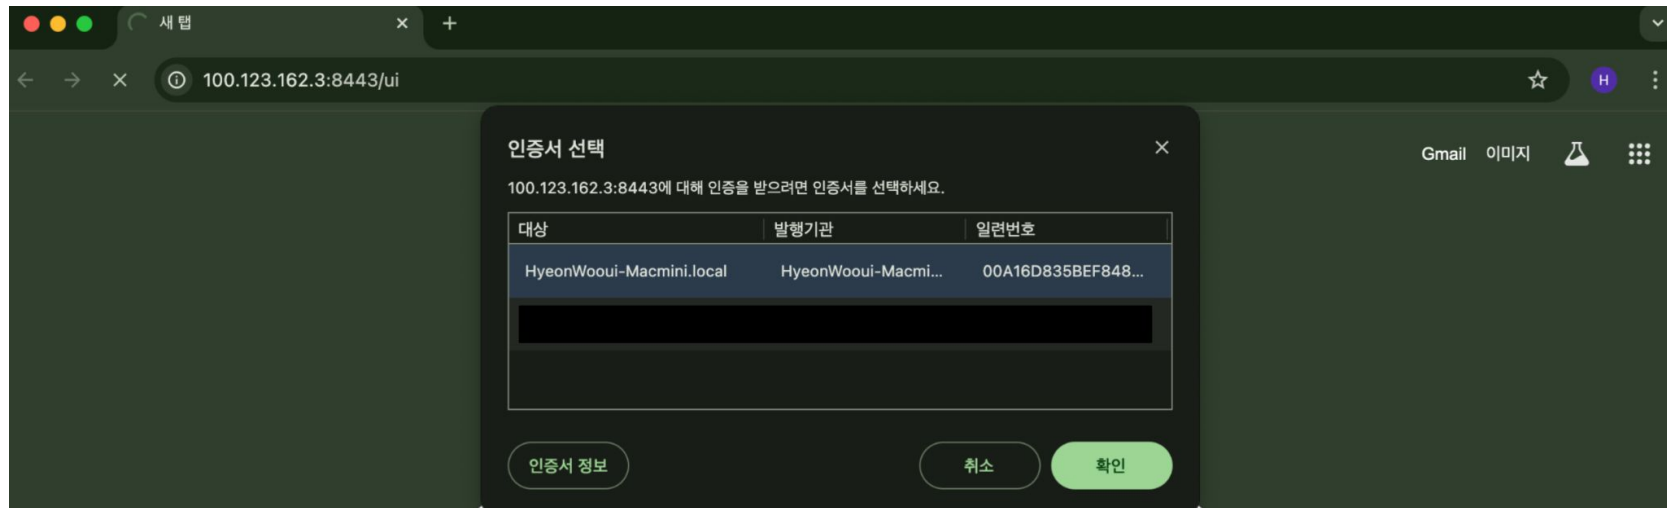 새 탭
100.123.162.3:8443/ui
H
Gmail 이미지
인증서 선택
100.123.162.3:8443에 대해 인증을 받으려면 인증서를 선택하세요.
대상 발행기관 일련번호
HyeonWooui-Macmini.local HyeonWooui-Macmi... 00A16D835BEF848...
인증서 정보 취소 확인